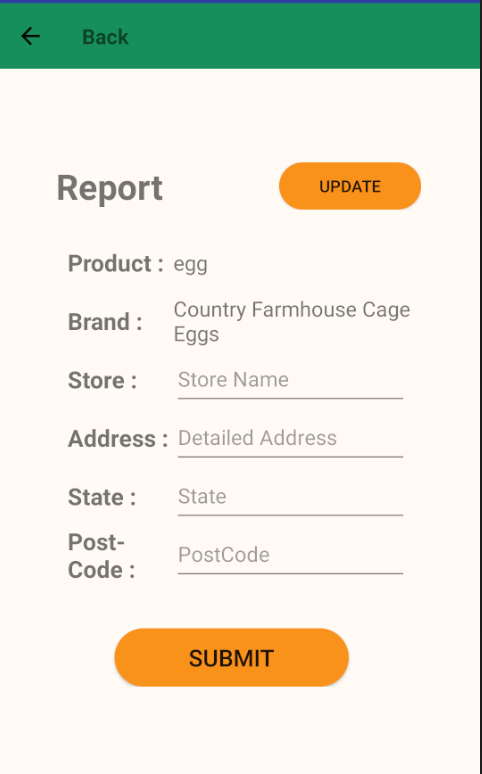 Back
Report
UPDATE
Product : egg
Brand : Country Farmhouse Cage
Eggs
Store : Store Name
Address : Detailed Address
State : State
Post-
Code : PostCode
SUBMIT